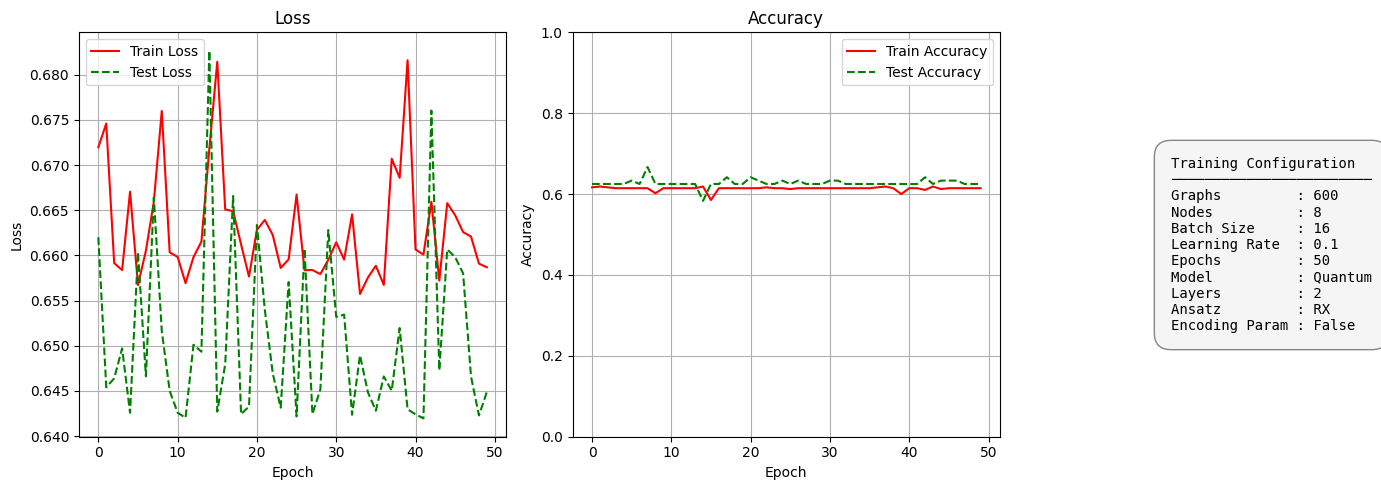 Loss
Train Loss
Test Loss
0.680
0.675
0.670
0.665
0.660
0.655
0.650
0.645
0.640
Loss
0 10 20 30 40 50
Epoch
Accuracy
Train Accuracy
Test Accuracy
1.0
0.8
0.6
0.4
0.2
0.0
Accuracy
0 10 20 30 40 50
Epoch
Training Configuration
Graphs : 600
Nodes : 8
Batch Size : 16
Learning Rate : 0.1
Epochs : 50
Model : Quantum
Layers : 2
Ansatz : RX
Encoding Param : False